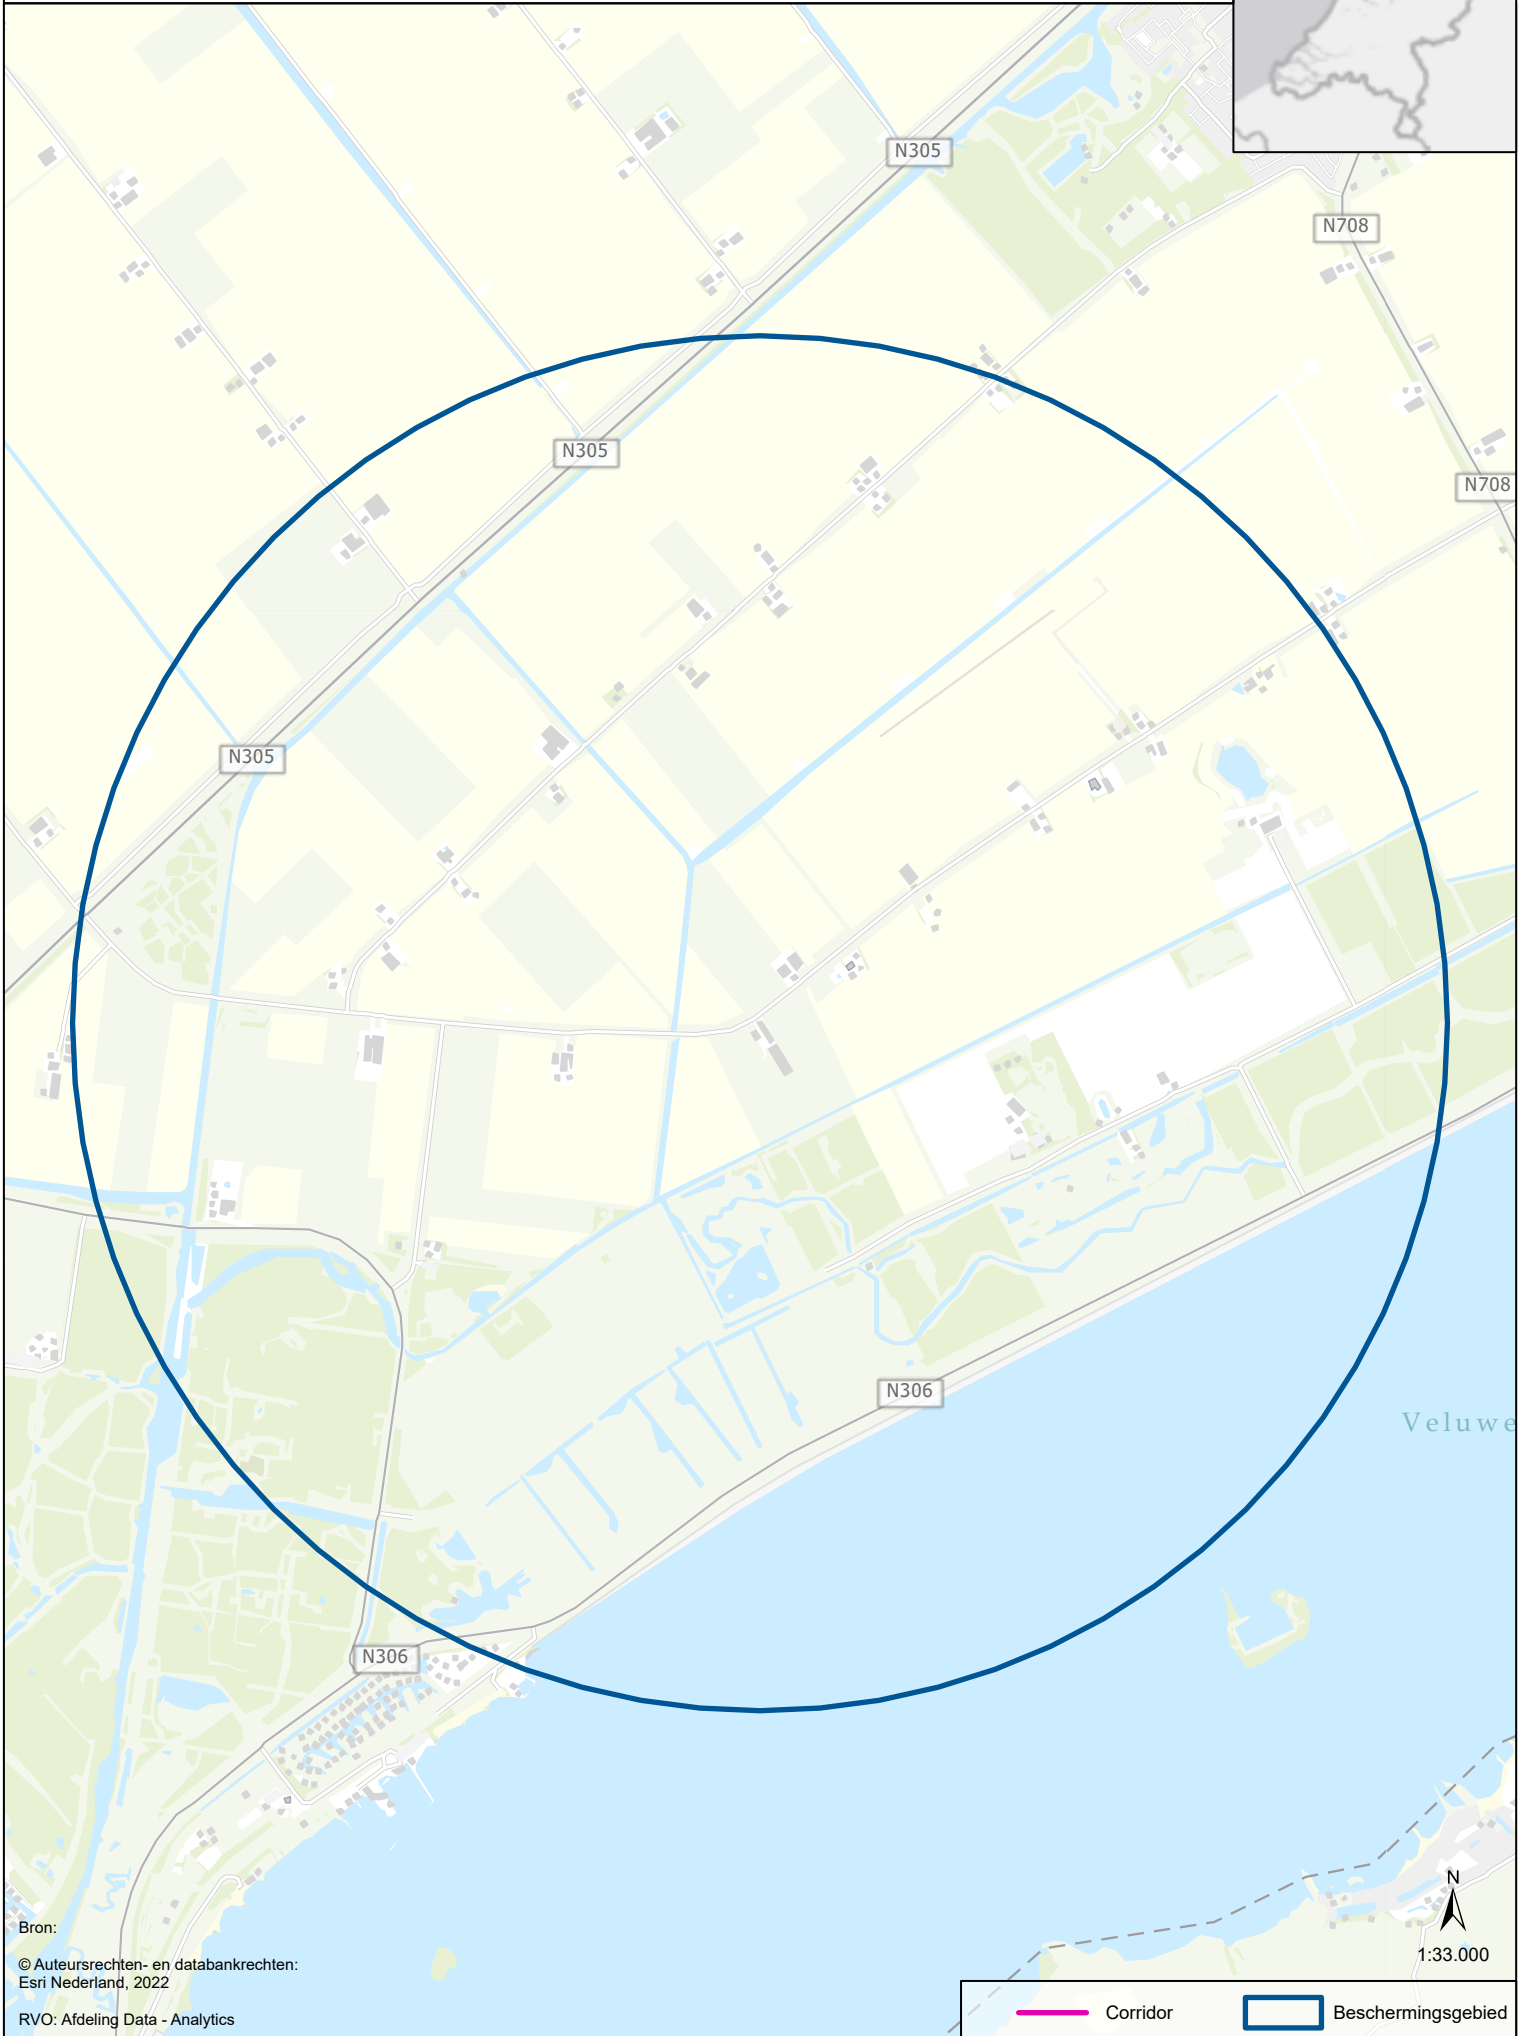 N305
N708
N305
N708
N305
N306
Veluwe
N306
N
1:33.000
Bron:
© Auteursrechten- en databankrechten:
Esri Nederland, 2022
RVO: Afdeling Data - Analytics
Corridor
Beschermingsgebied